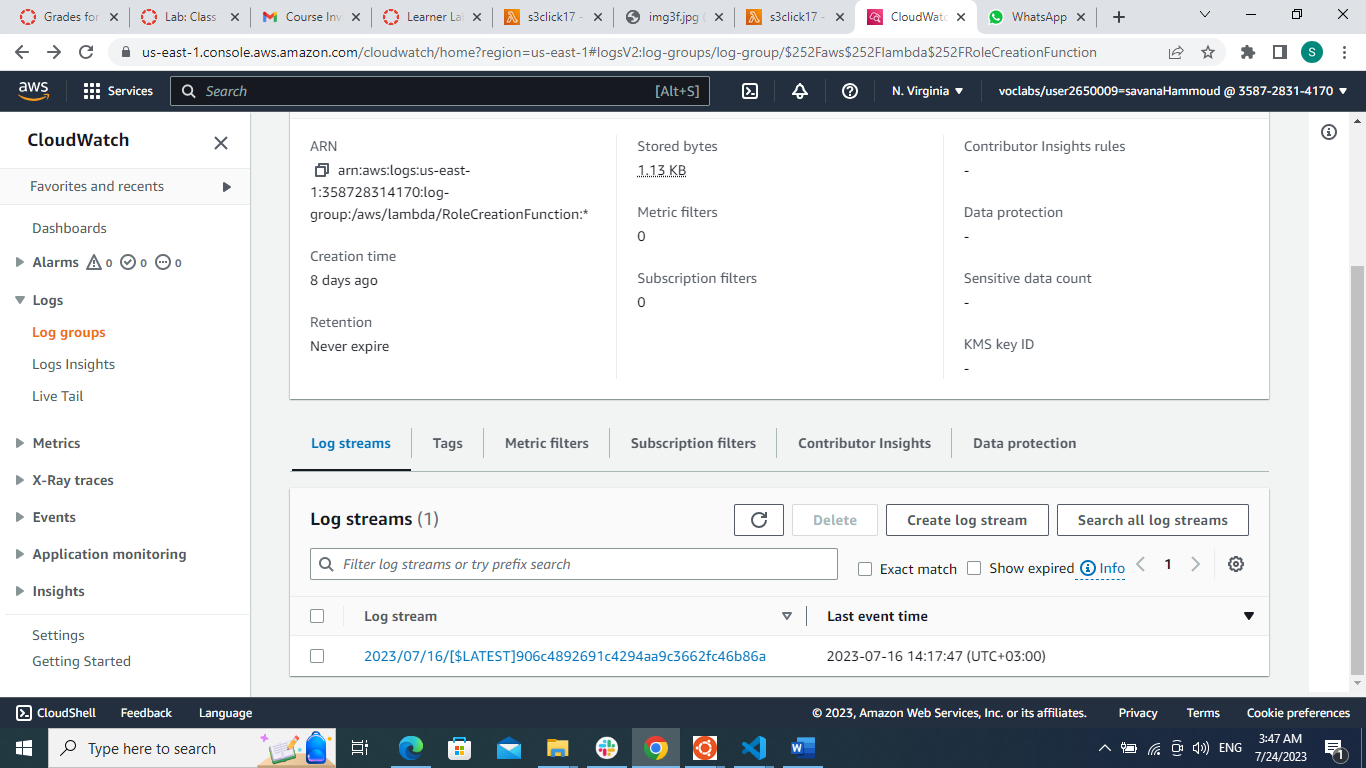 Grades for
Lab: Class
Course Inv
Learner La
s3click17 -
img3f.jpg (
s3click17 -
CloudWatc
WhatsApp
us-east-1.console.aws.amazon.com/cloudwatch/home?region=us-east-1#logsV2:log-groups/log-group/$252Faws$252Flambda$252FRoleCreationFunction
S
aws
Services
Search
[Alt+S]
N. Virginia
voclabs/user2650009=savanaHammoud @ 3587-2831-4170
CloudWatch
Favorites and recents
Dashboards
Alarms 0 0 0
Logs
Log groups
Logs Insights
Live Tail
Metrics
X-Ray traces
Events
Application monitoring
Insights
Settings
Getting Started
ARN
arn:aws:logs:us-east-
1:358728314170:log-
group:/aws/lambda/RoleCreationFunction:*
Creation time
8 days ago
Retention
Never expire
Stored bytes
1.13 KB
Metric filters
0
Subscription filters
0
Contributor Insights rules
-
Data protection
-
Sensitive data count
-
KMS key ID
-
Log streams
Tags
Metric filters
Subscription filters
Contributor Insights
Data protection
Log streams (1)
Delete
Create log stream
Search all log streams
Filter log streams or try prefix search
Exact match
Show expired
Info
1
Log stream
Last event time
2023/07/16/[$LATEST]906c4892691c4294aa9c3662fc46b86a
2023-07-16 14:17:47 (UTC+03:00)
CloudShell
Feedback
Language
© 2023, Amazon Web Services, Inc. or its affiliates.
Privacy
Terms
Cookie preferences
Type here to search
ENG
3:47 AM
7/24/2023
1